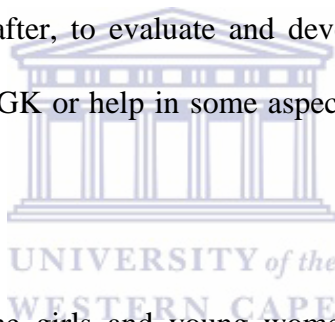 after, to evaluate and dev
GK or help in some aspec
UNIVERSITY of the
ne girls and young wome
WESTERN CAPE